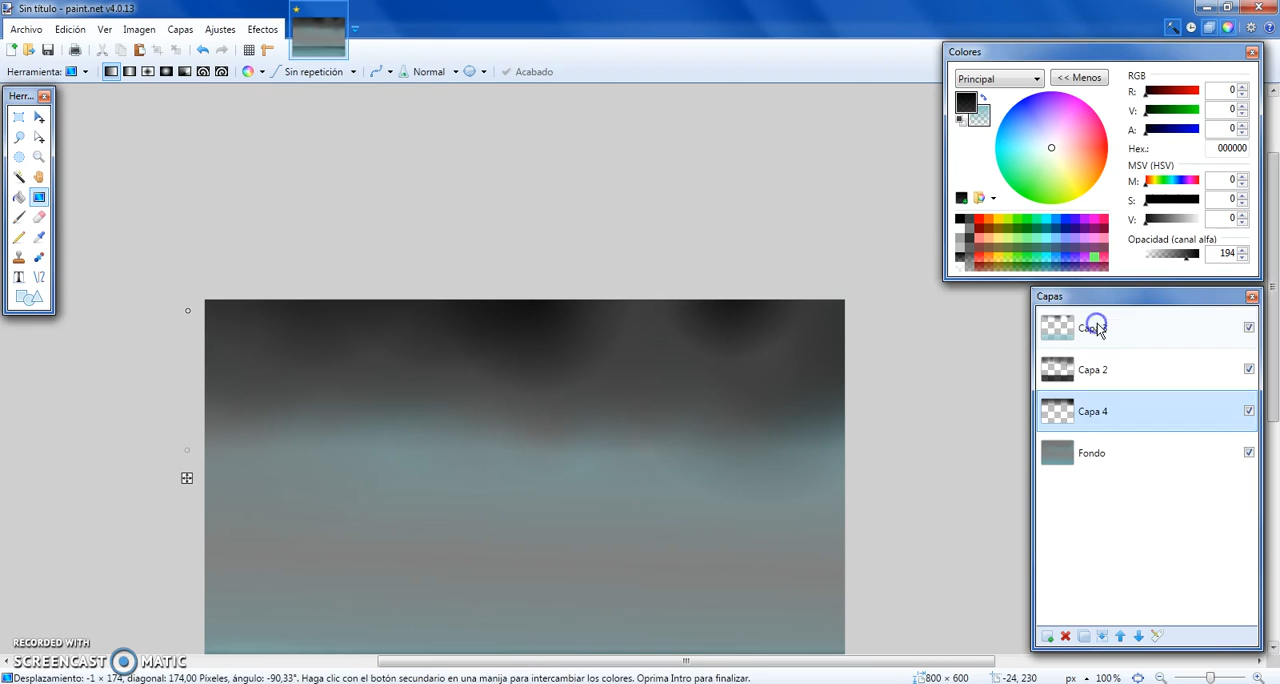 Sin título - paint.net v4.0.13
Archivo Edición Ver Imagen Capas Ajustes Efectos
Herramienta: Sin repetición Normal Acabado
Herr...
Colores
Principal << Menos
RGB
R: 0
V: 0
A: 0
Hex.: 000000
MSV (HSV)
M: 0
S: 0
V: 0
Opacidad (canal alfa)
194
Capas
Capa 2
Capa 4
Fondo
RECORDED WITH
SCREENCAST MATIC
Desplazamiento: -1 × 174, diagonal: 174,00 Píxeles, ángulo: -90,33°. Haga clic con el botón secundario en una manija para intercambiar los colores. Oprima Intro para finalizar. 800 × 600 -24, 230 px 100%